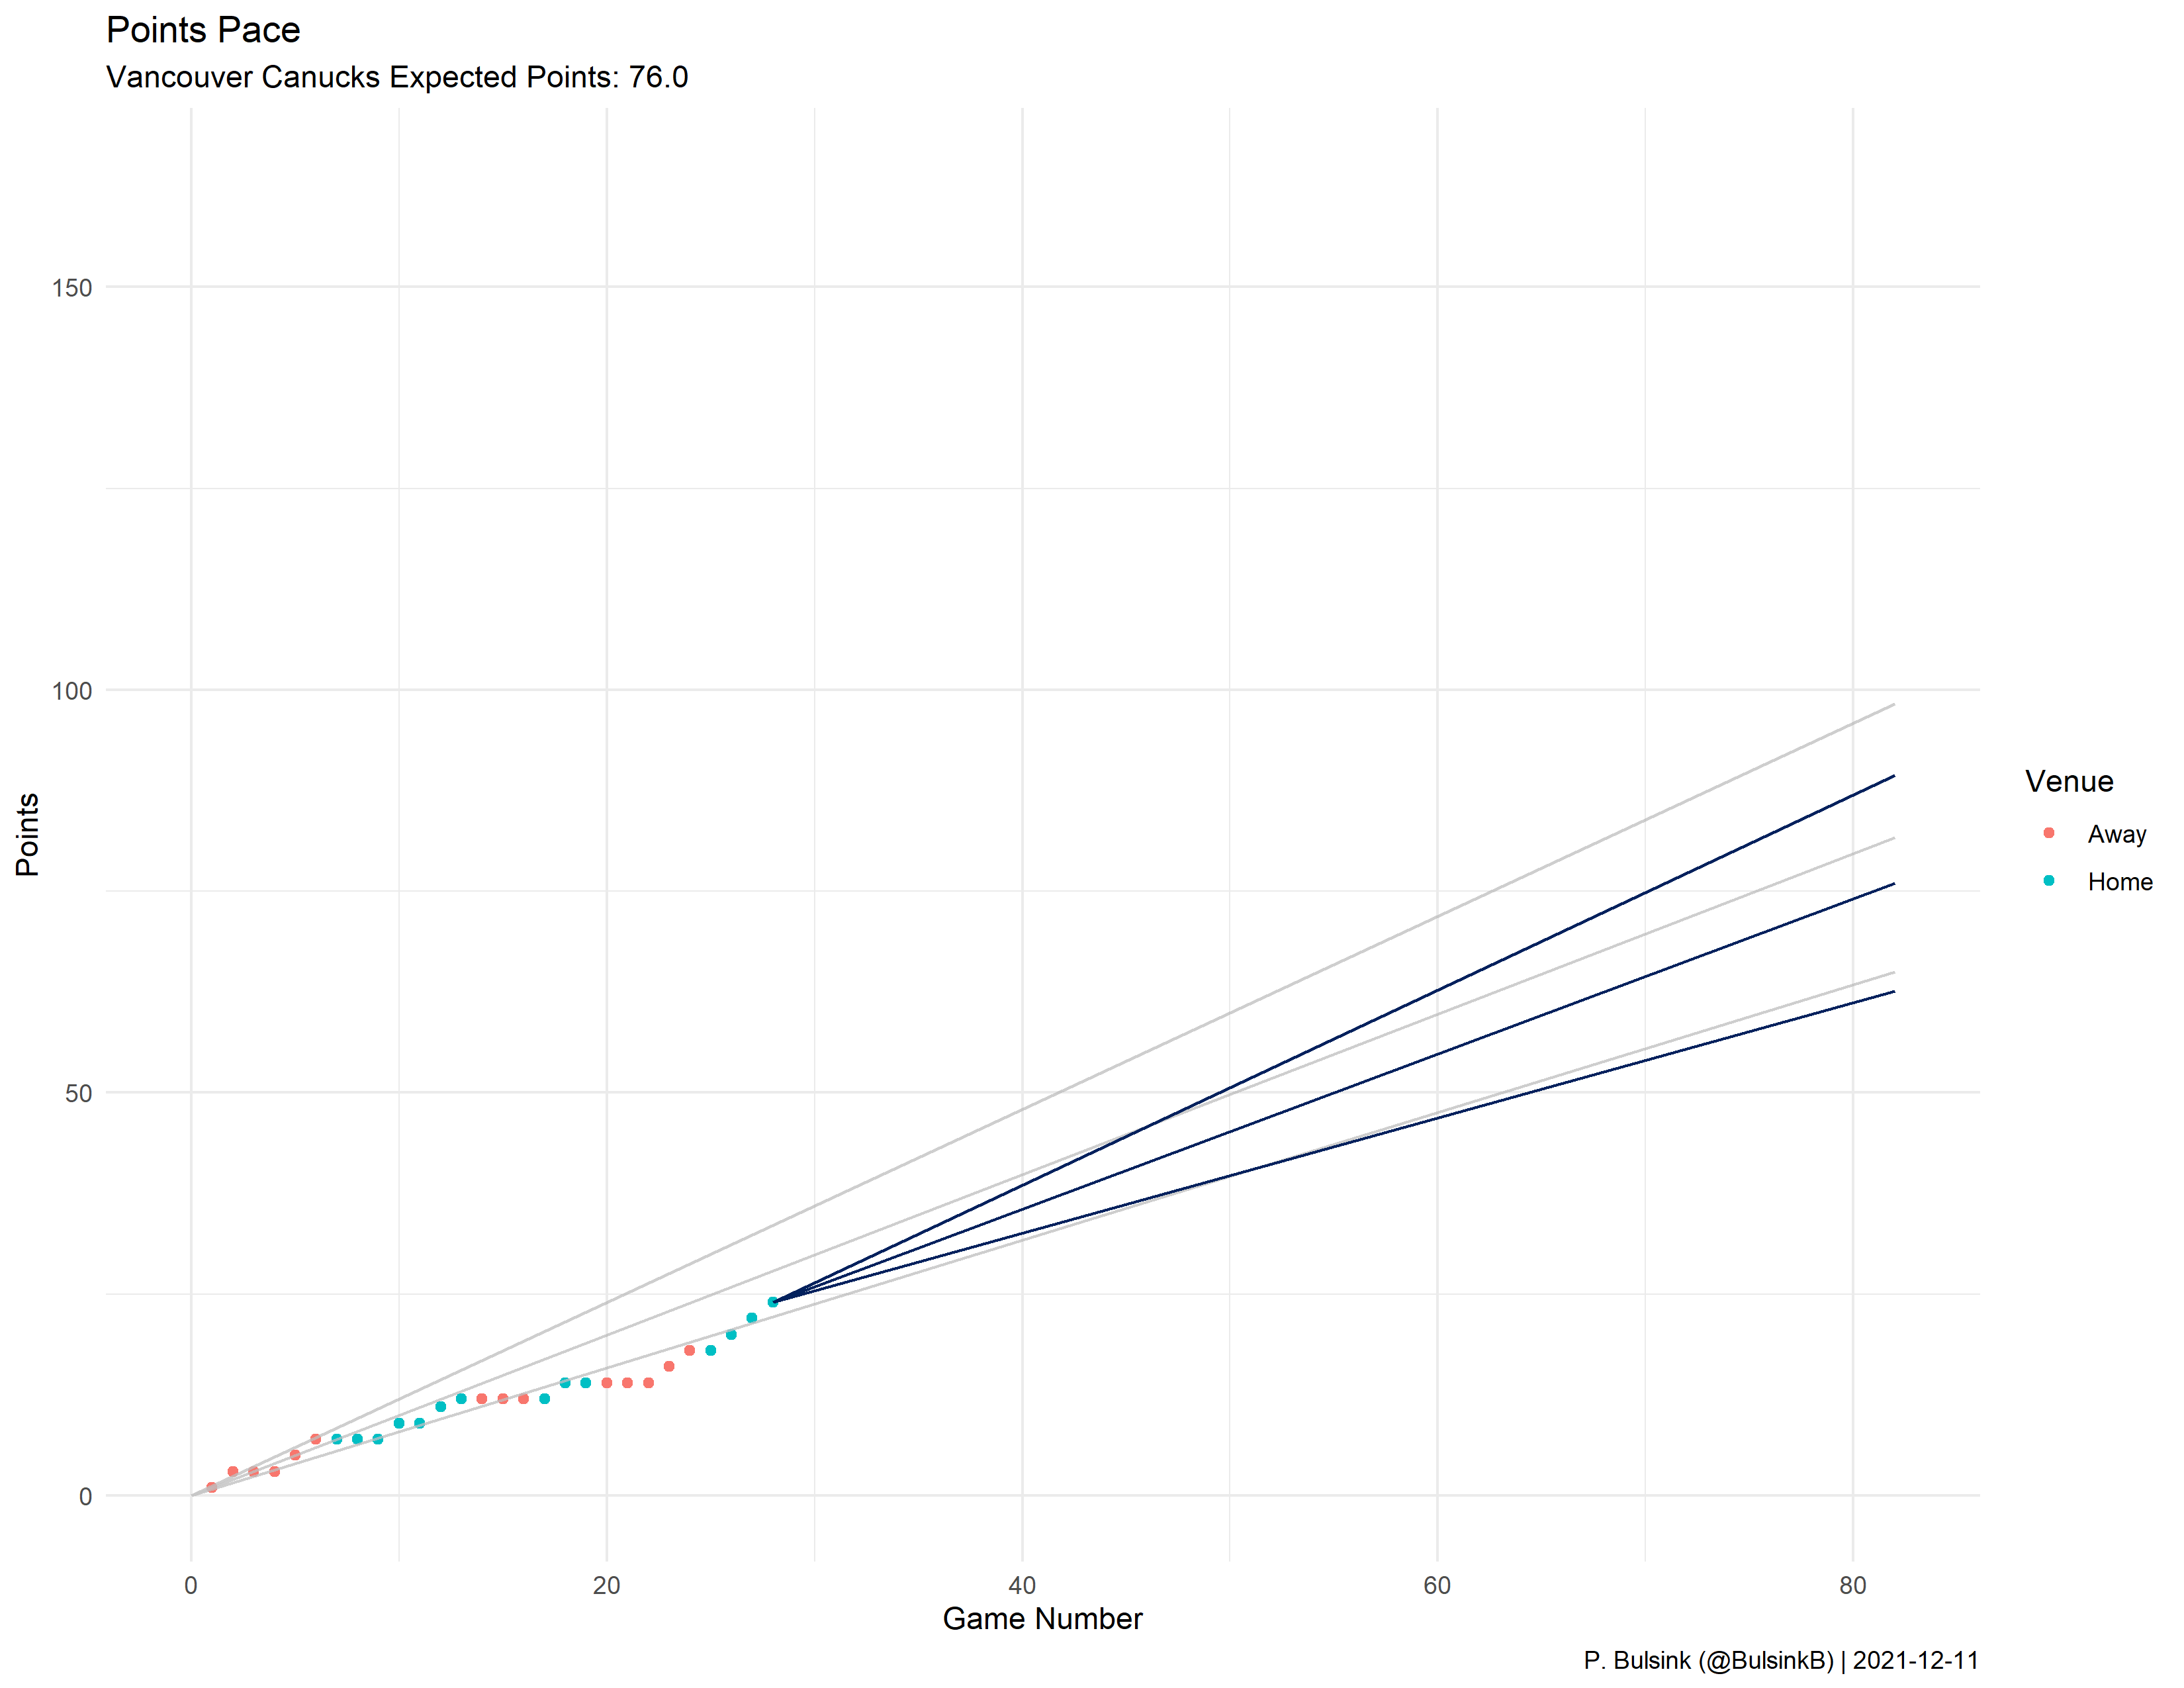 Points Pace
Vancouver Canucks Expected Points: 76.0
150
100
50
0
Points
0 20 40 60 80
Game Number
Venue
Away
Home
P. Bulsink (@BulsinkB) | 2021-12-11